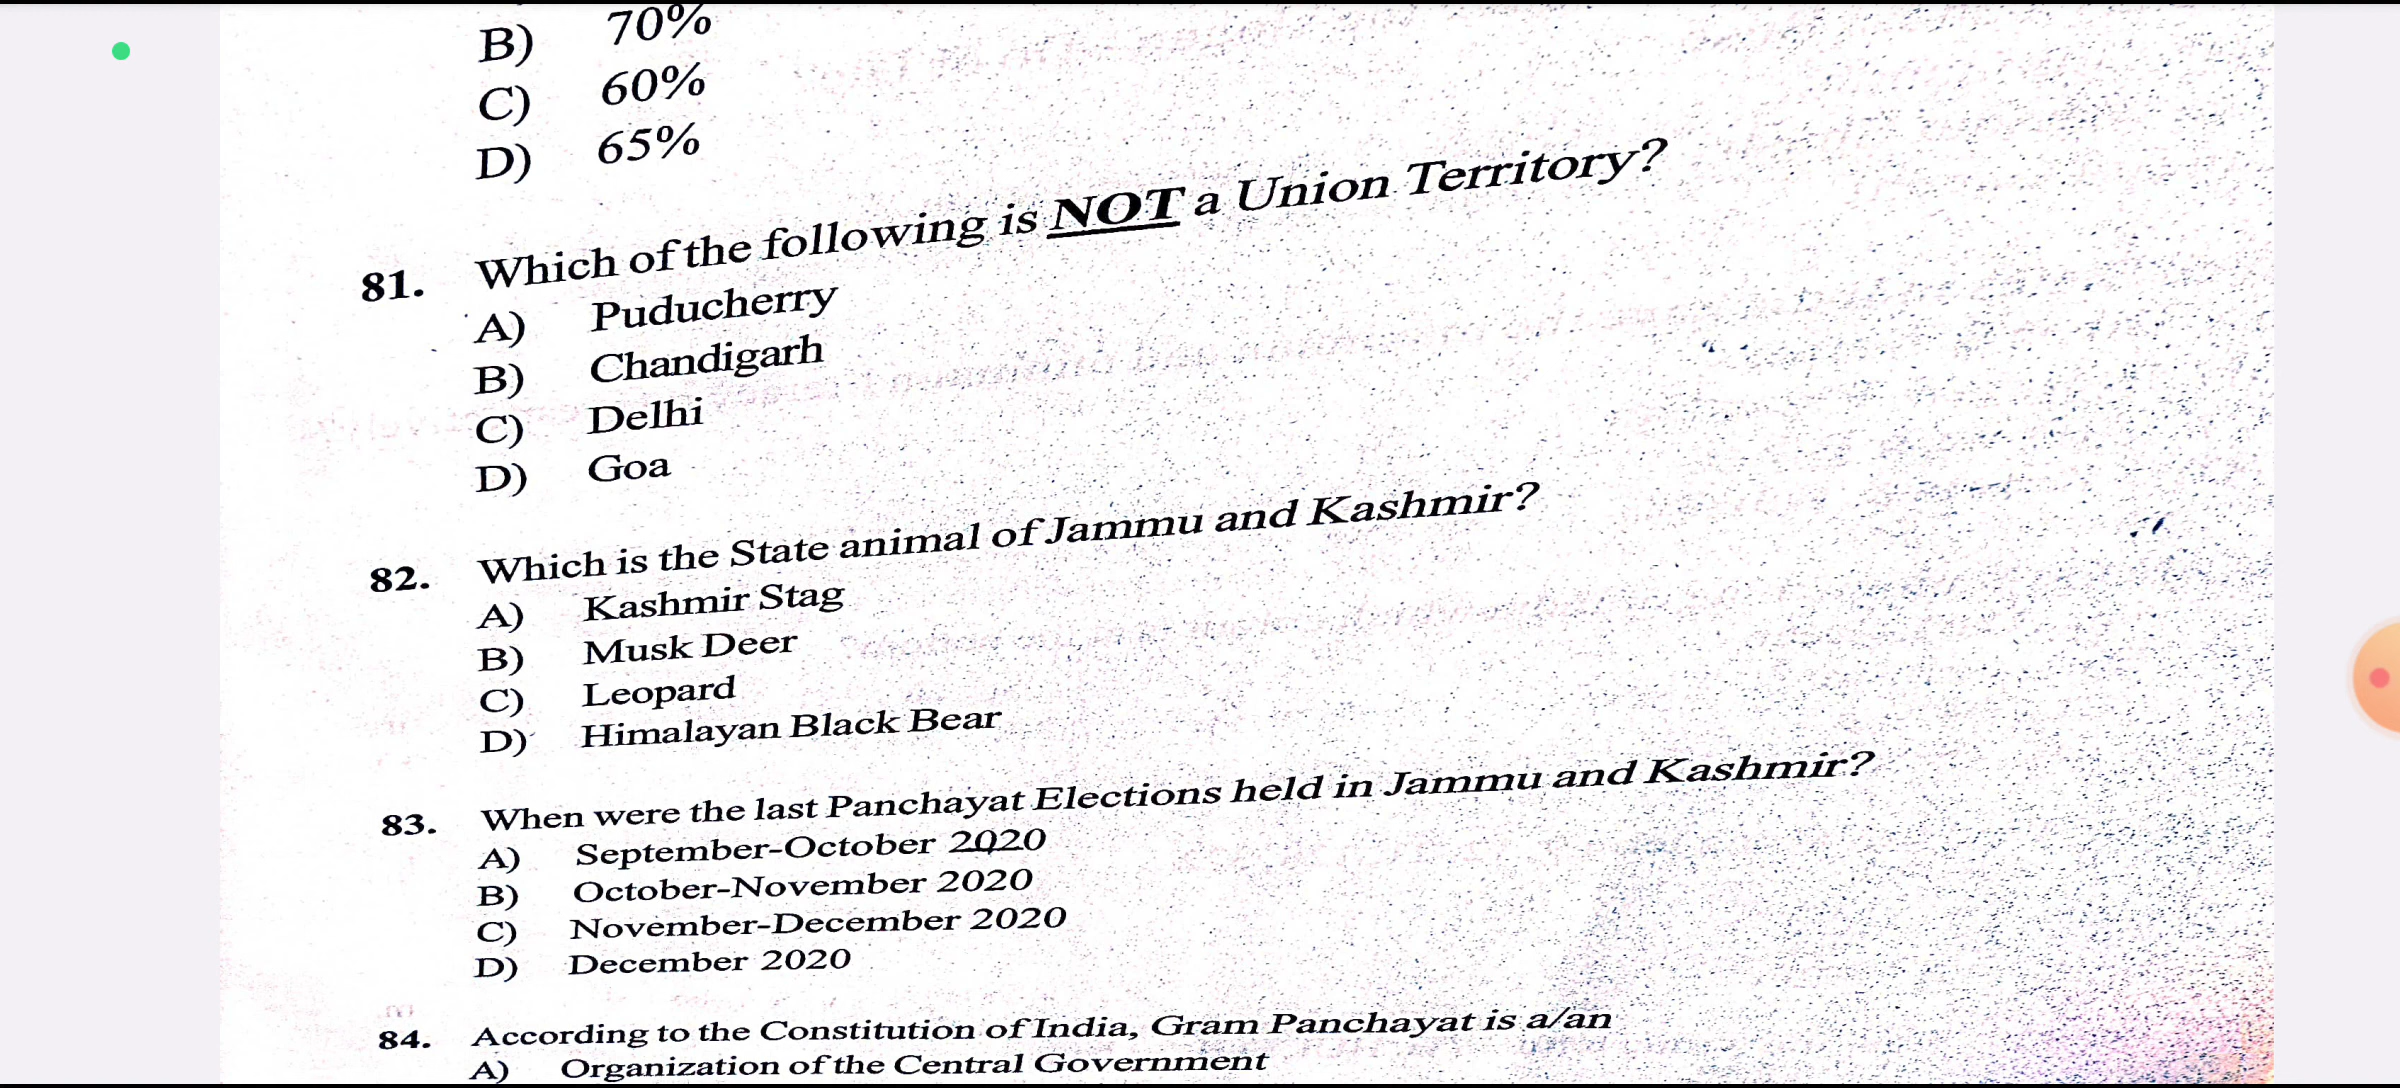 B) 70%
C) 60%
D) 65%
81. Which of the following is NOT a Union Territory?
A) Puducherry
B) Chandigarh
C) Delhi
D) Goa
82. Which is the State animal of Jammu and Kashmir?
A) Kashmir Stag
B) Musk Deer
C) Leopard
D) Himalayan Black Bear
83. When were the last Panchayat Elections held in Jammu and Kashmir?
A) September-October 2020
B) October-November 2020
C) November-December 2020
D) December 2020
84. According to the Constitution of India, Gram Panchayat is a/an
A) Organization of the Central Government